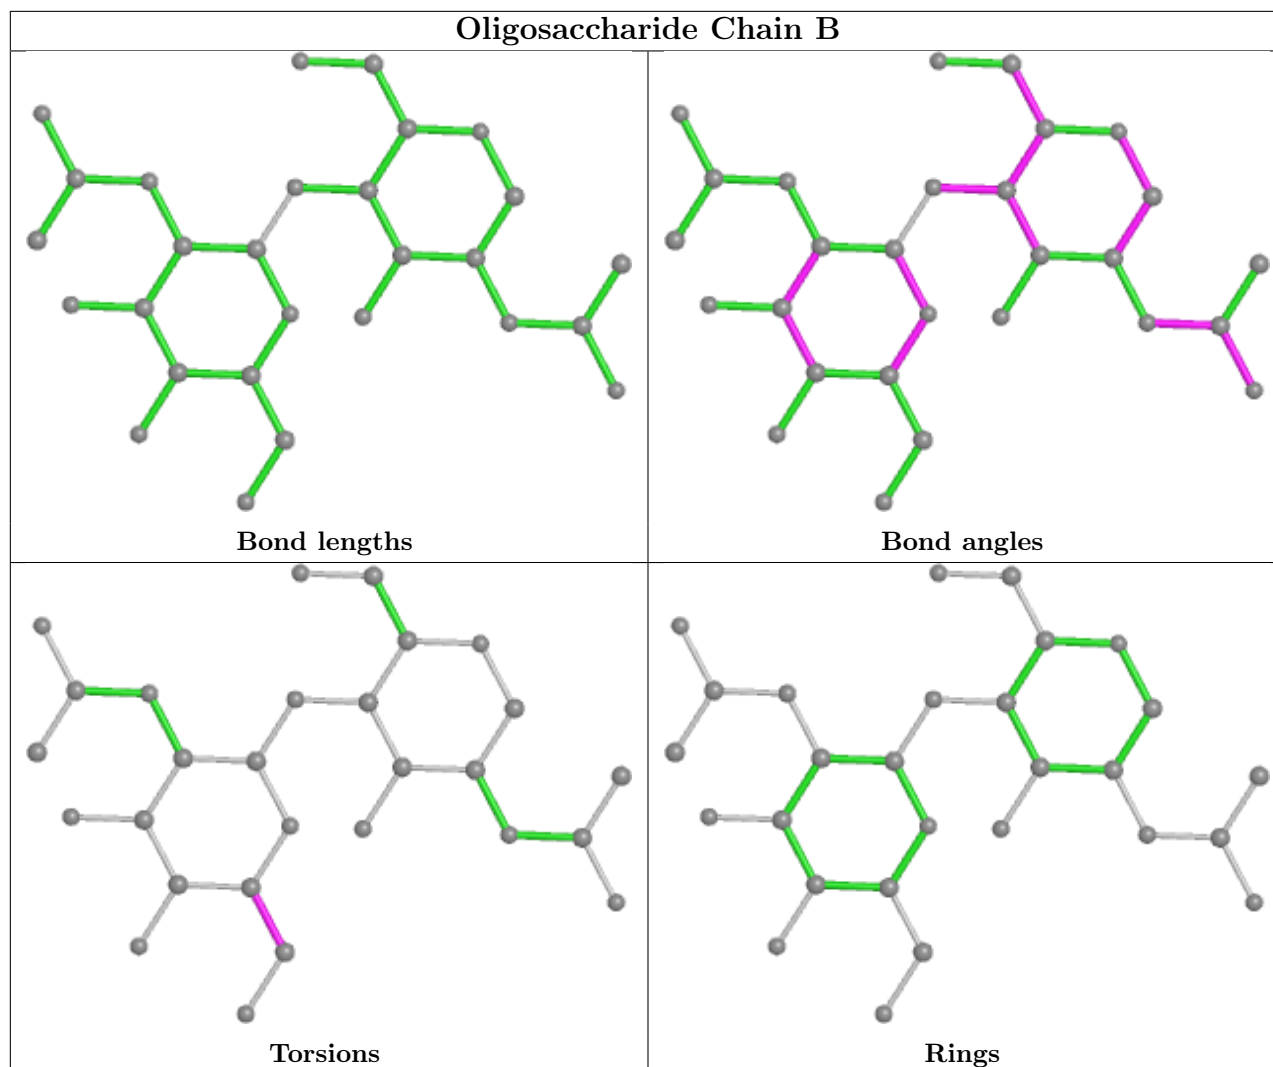 Oligosaccharide Chain B
Bond lengths
Bond angles
Torsions
Rings